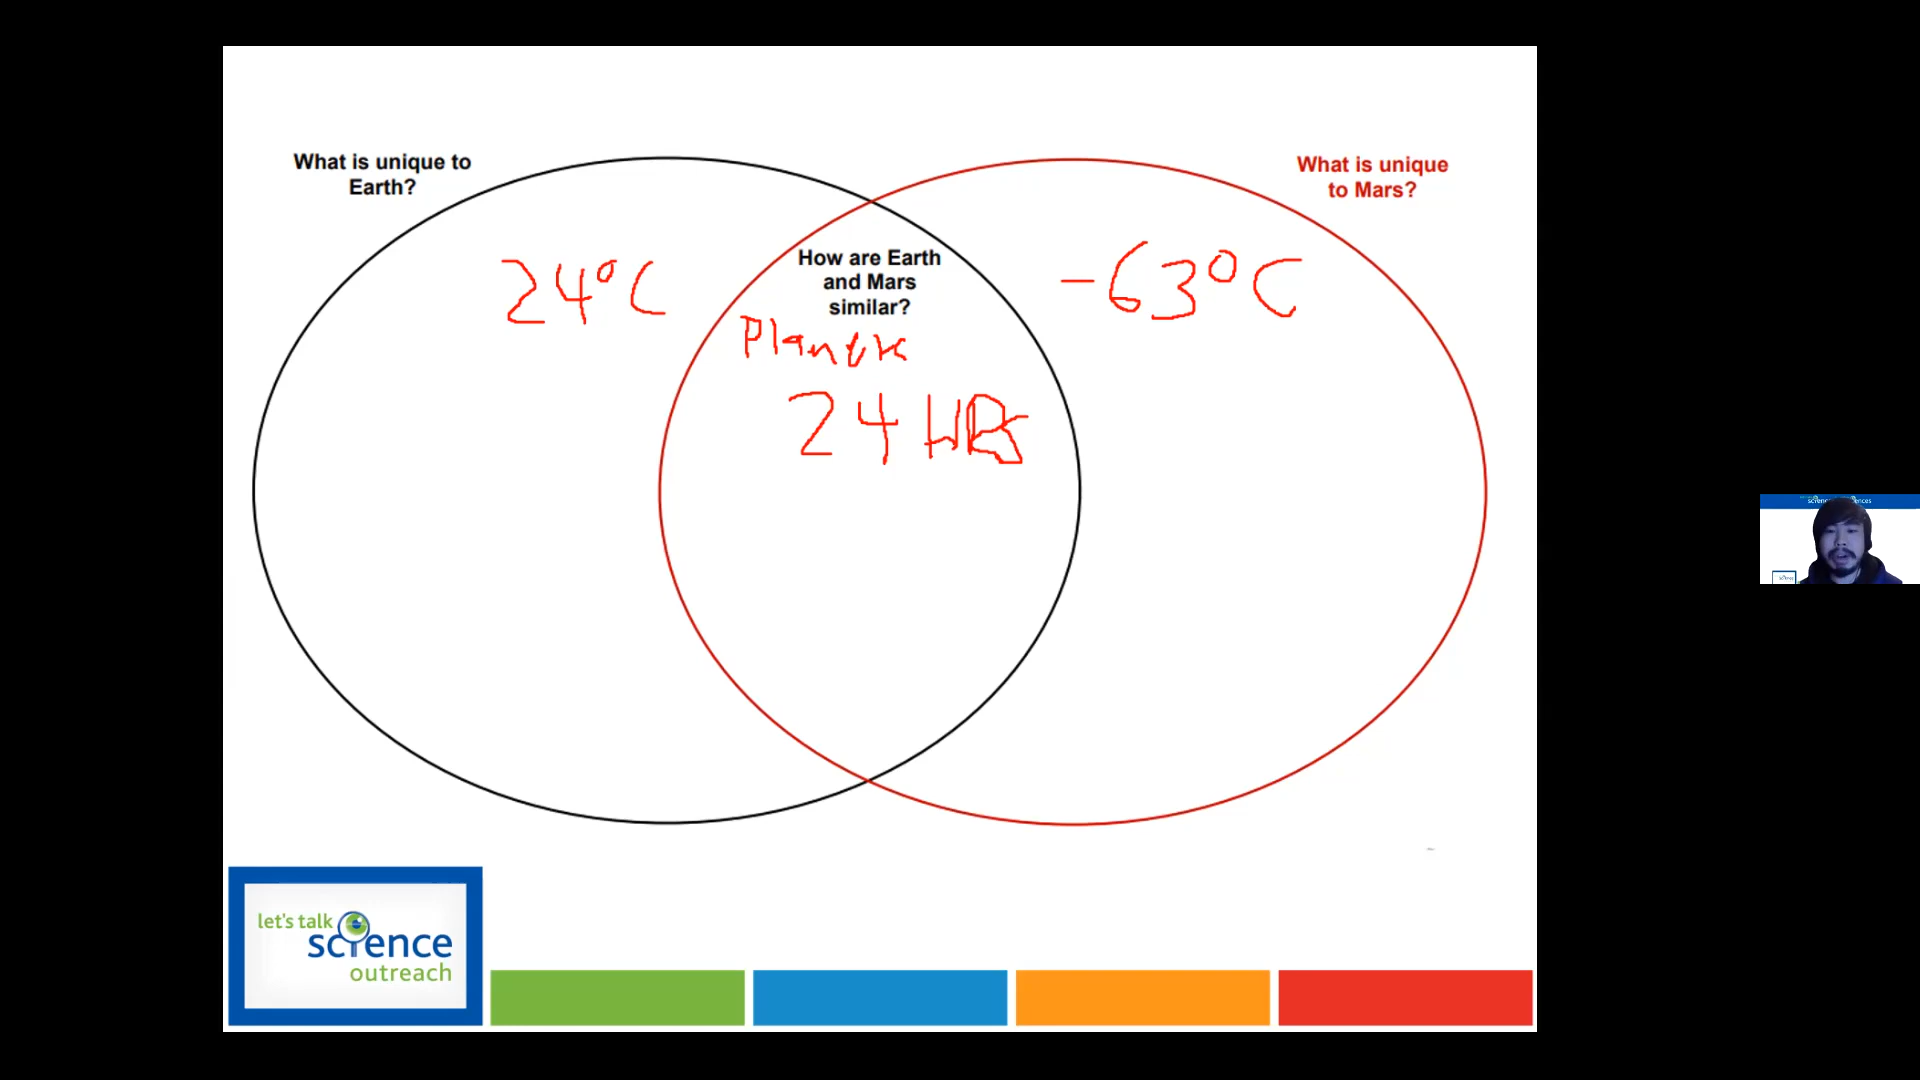 What is unique to
Earth?
What is unique
to Mars?
How are Earth
and Mars
similar?
24°C
-63°C
24 HRs
let's talk
science
outreach